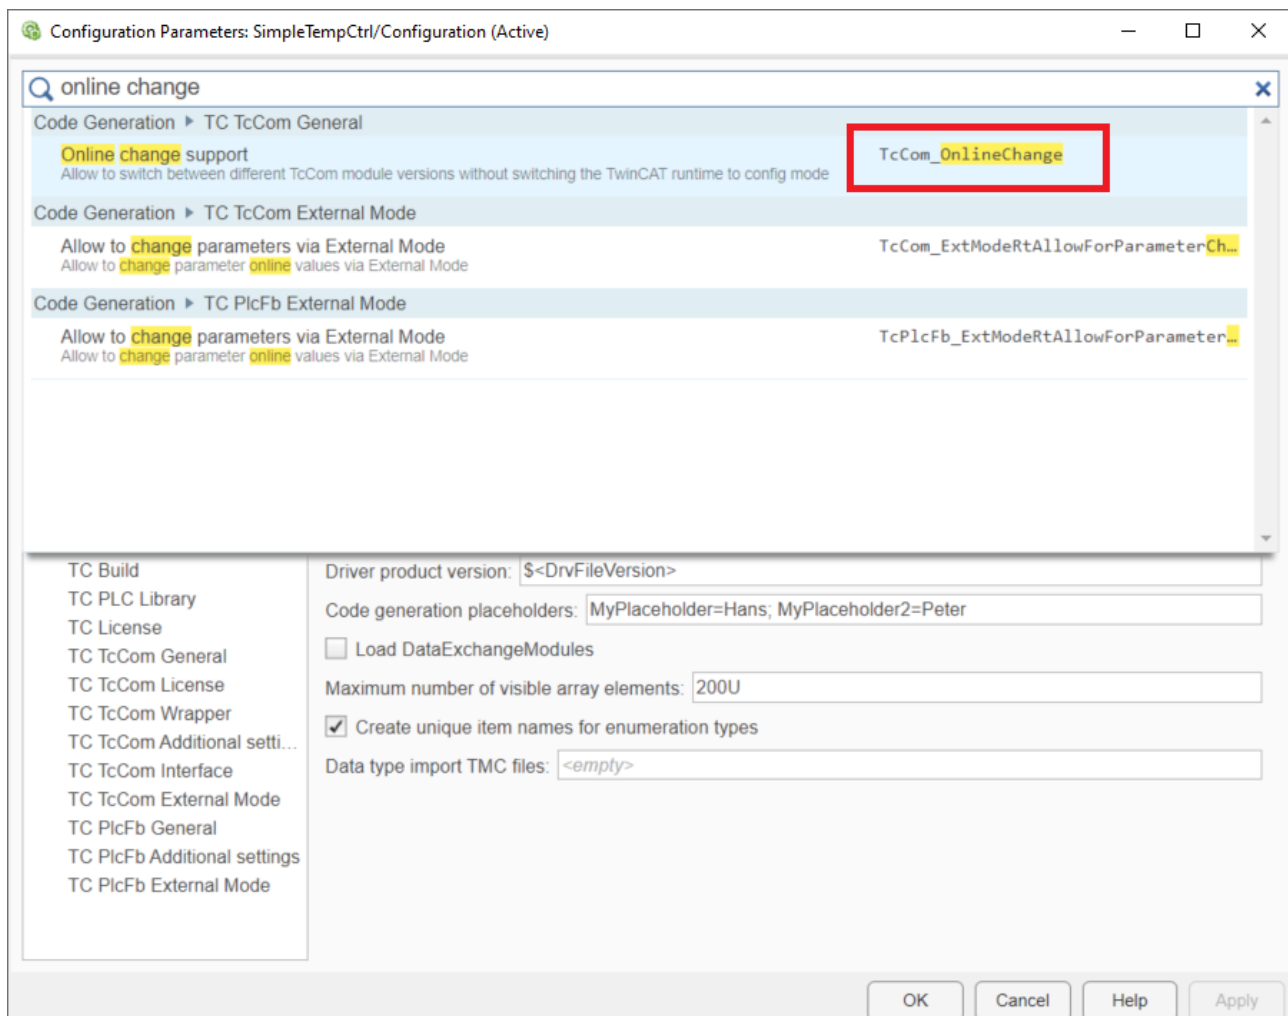 Configuration Parameters: SimpleTempCtrl/Configuration (Active)
online change
Code Generation ▸ TC TcCom General
Online change support TcCom_OnlineChange
Allow to switch between different TcCom module versions without switching the TwinCAT runtime to config mode
Code Generation ▸ TC TcCom External Mode
Allow to change parameters via External Mode TcCom_ExtModeRtAllowForParameterCh…
Allow to change parameter online values via External Mode
Code Generation ▸ TC PlcFb External Mode
Allow to change parameters via External Mode TcPlcFb_ExtModeRtAllowForParameter…
Allow to change parameter online values via External Mode
TC Build
TC PLC Library
TC License
TC TcCom General
TC TcCom License
TC TcCom Wrapper
TC TcCom Additional setti...
TC TcCom Interface
TC TcCom External Mode
TC PlcFb General
TC PlcFb Additional settings
TC PlcFb External Mode
Driver product version: $<DrvFileVersion>
Code generation placeholders: MyPlaceholder=Hans; MyPlaceholder2=Peter
Load DataExchangeModules
Maximum number of visible array elements: 200U
Create unique item names for enumeration types
Data type import TMC files: <empty>
OK Cancel Help Apply